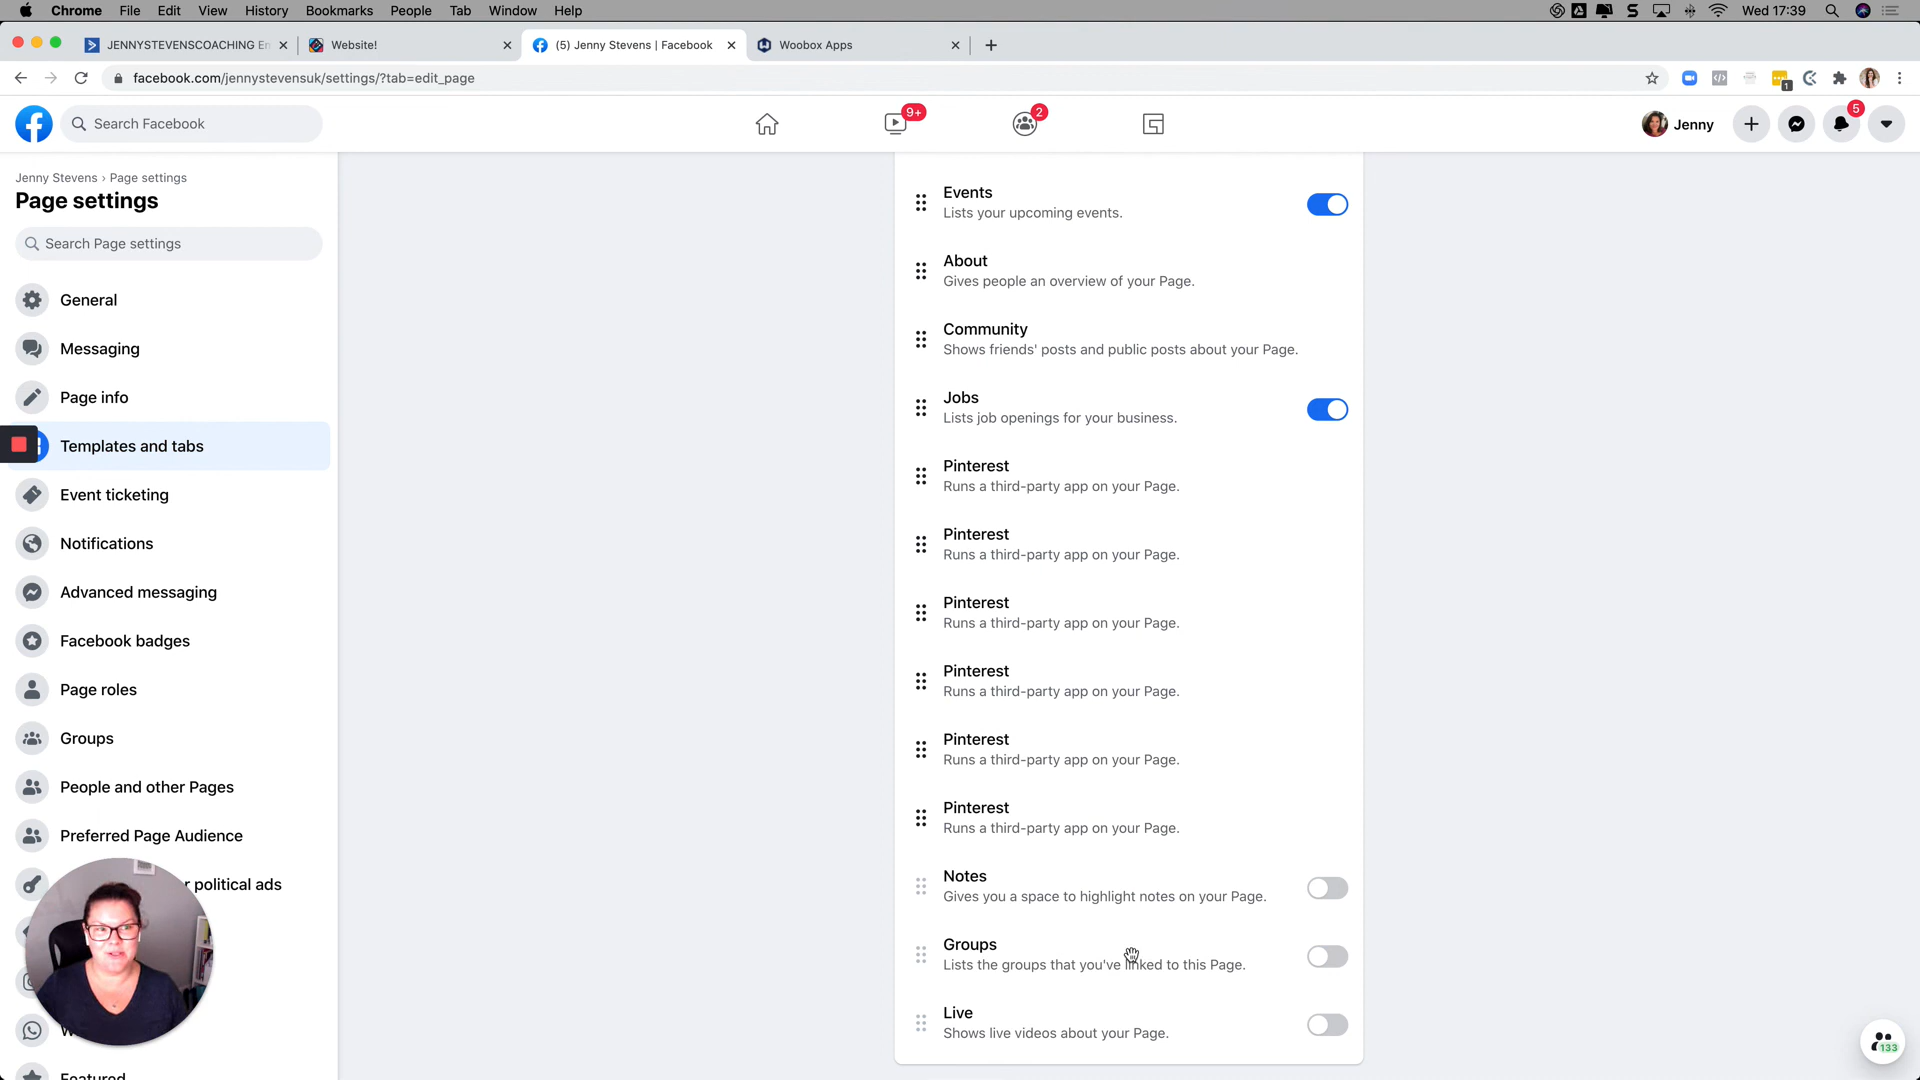 Chrome File Edit View History Bookmarks People Tab Window Help
Wed 17:39
JENNYSTEVENSCOACHING En
Website!
(5) Jenny Stevens | Facebook
Woobox Apps
facebook.com/jennystevensuk/settings/?tab=edit_page
1
Search Facebook
9+
2
Jenny
5
Jenny Stevens › Page settings
Page settings
Search Page settings
General
Messaging
Page info
Templates and tabs
Event ticketing
Notifications
Advanced messaging
Facebook badges
Page roles
Groups
People and other Pages
Preferred Page Audience
r political ads
W
Featured
Events
Lists your upcoming events.
About
Gives people an overview of your Page.
Community
Shows friends' posts and public posts about your Page.
Jobs
Lists job openings for your business.
Pinterest
Runs a third-party app on your Page.
Pinterest
Runs a third-party app on your Page.
Pinterest
Runs a third-party app on your Page.
Pinterest
Runs a third-party app on your Page.
Pinterest
Runs a third-party app on your Page.
Pinterest
Runs a third-party app on your Page.
Notes
Gives you a space to highlight notes on your Page.
Groups
Lists the groups that you've linked to this Page.
Live
Shows live videos about your Page.
133